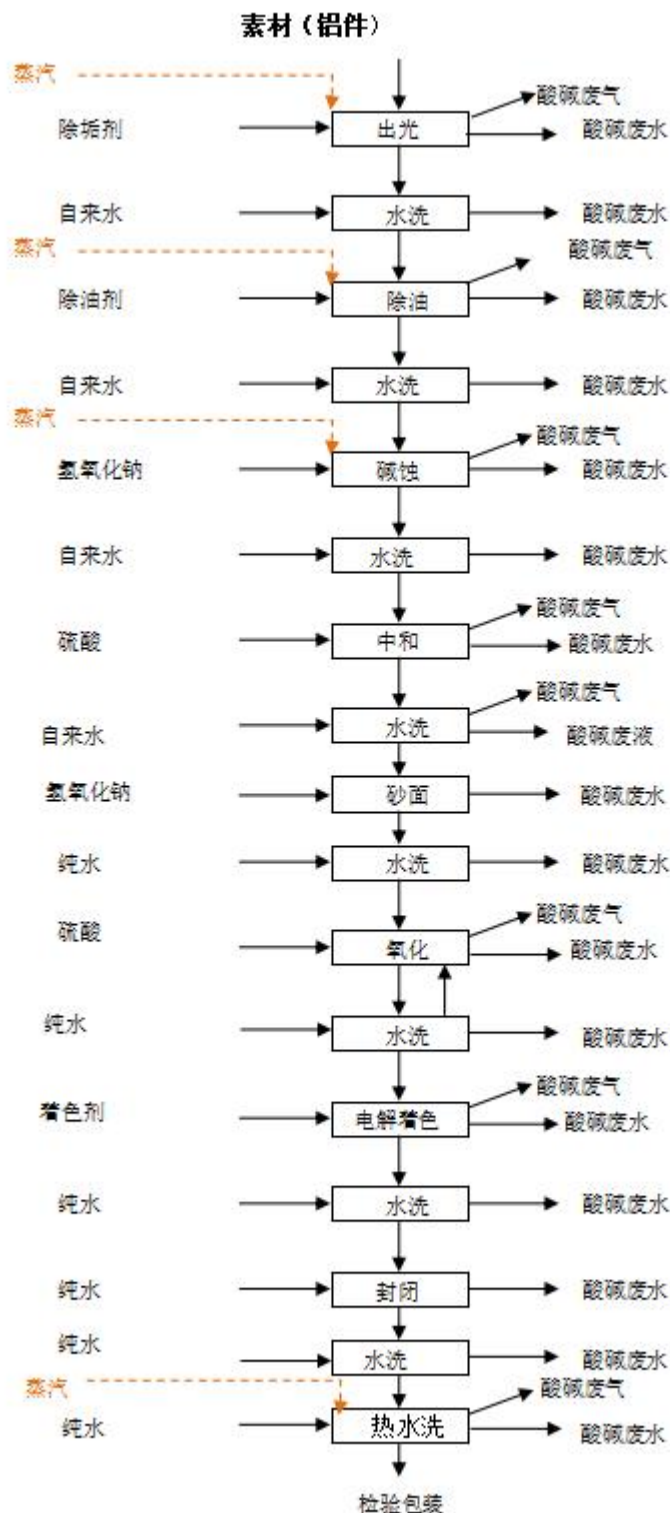 素材（铝件）
蒸汽
酸碱废气
除垢剂
出光
酸碱废水
自来水
水洗
酸碱废水
蒸汽
酸碱废气
除油剂
除油
酸碱废水
自来水
水洗
酸碱废水
蒸汽
酸碱废气
氢氧化钠
碱蚀
酸碱废水
自来水
水洗
酸碱废水
酸碱废气
硫酸
中和
酸碱废水
酸碱废气
自来水
水洗
酸碱废液
氢氧化钠
砂面
酸碱废水
纯水
水洗
酸碱废水
酸碱废气
硫酸
氧化
酸碱废水
纯水
水洗
酸碱废水
酸碱废气
着色剂
电解着色
酸碱废水
纯水
水洗
酸碱废水
纯水
封闭
酸碱废水
纯水
水洗
酸碱废水
蒸汽
酸碱废气
纯水
热水洗
酸碱废水
检验包装